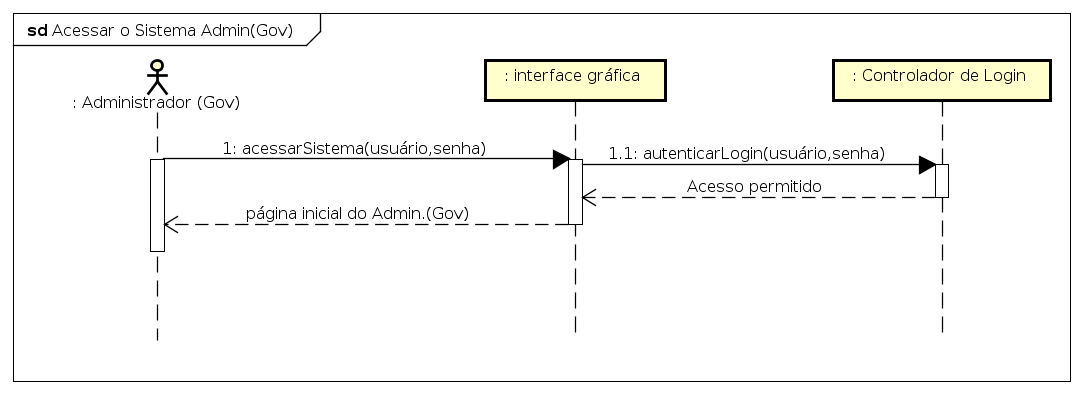 sd Acessar o Sistema Admin(Gov)
: Administrador (Gov)
: interface gráfica
: Controlador de Login
1: acessarSistema(usuário,senha)
1.1: autenticarLogin(usuário,senha)
Acesso permitido
página inicial do Admin.(Gov)